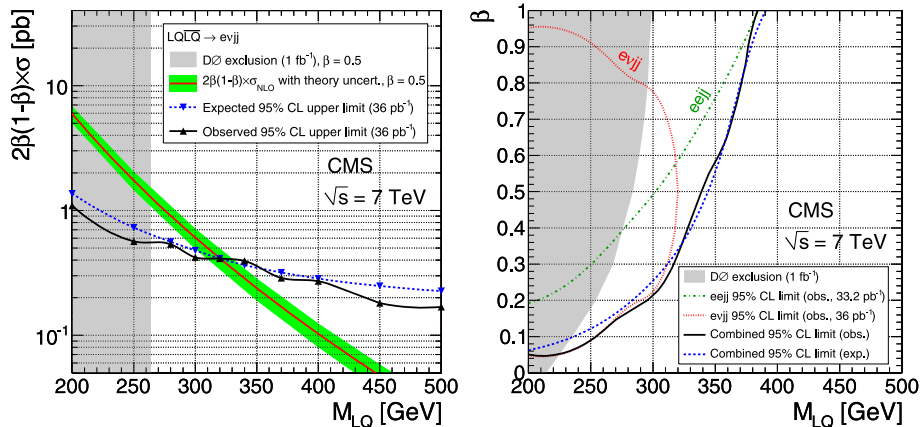 2β(1-β)×σ [pb]
10
1
10⁻¹
LQLQ̅ → eνjj
DØ exclusion (1 fb⁻¹), β = 0.5
2β(1-β)×σ_NLO with theory uncert., β = 0.5
Expected 95% CL upper limit (36 pb⁻¹)
Observed 95% CL upper limit (36 pb⁻¹)
CMS
√s = 7 TeV
200 250 300 350 400 450 500
M_LQ [GeV]
β
1
0.9
0.8
0.7
0.6
0.5
0.4
0.3
0.2
0.1
0
eνjj
eejj
CMS
√s = 7 TeV
DØ exclusion (1 fb⁻¹)
eejj 95% CL limit (obs., 33.2 pb⁻¹)
eνjj 95% CL limit (obs., 36 pb⁻¹)
Combined 95% CL limit (obs.)
Combined 95% CL limit (exp.)
200 250 300 350 400 450 500
M_LQ [GeV]